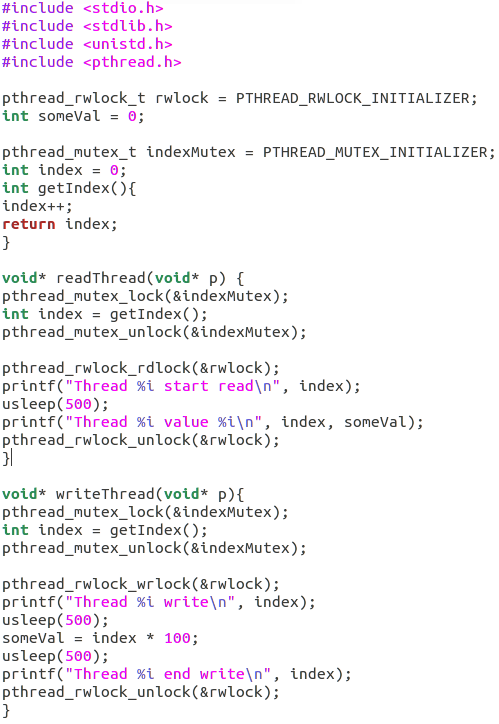 #include <stdio.h>
#include <stdlib.h>
#include <unistd.h>
#include <pthread.h>
pthread_rwlock_t rwlock = PTHREAD_RWLOCK_INITIALIZER;
int someVal = 0;
pthread_mutex_t indexMutex = PTHREAD_MUTEX_INITIALIZER;
int index = 0;
int getIndex(){
index++;
return index;
}
void* readThread(void* p) {
pthread_mutex_lock(&indexMutex);
int index = getIndex();
pthread_mutex_unlock(&indexMutex);
pthread_rwlock_rdlock(&rwlock);
printf("Thread %i start read\n", index);
usleep(500);
printf("Thread %i value %i\n", index, someVal);
pthread_rwlock_unlock(&rwlock);
}
void* writeThread(void* p){
pthread_mutex_lock(&indexMutex);
int index = getIndex();
pthread_mutex_unlock(&indexMutex);
pthread_rwlock_wrlock(&rwlock);
printf("Thread %i write\n", index);
usleep(500);
someVal = index * 100;
usleep(500);
printf("Thread %i end write\n", index);
pthread_rwlock_unlock(&rwlock);
}